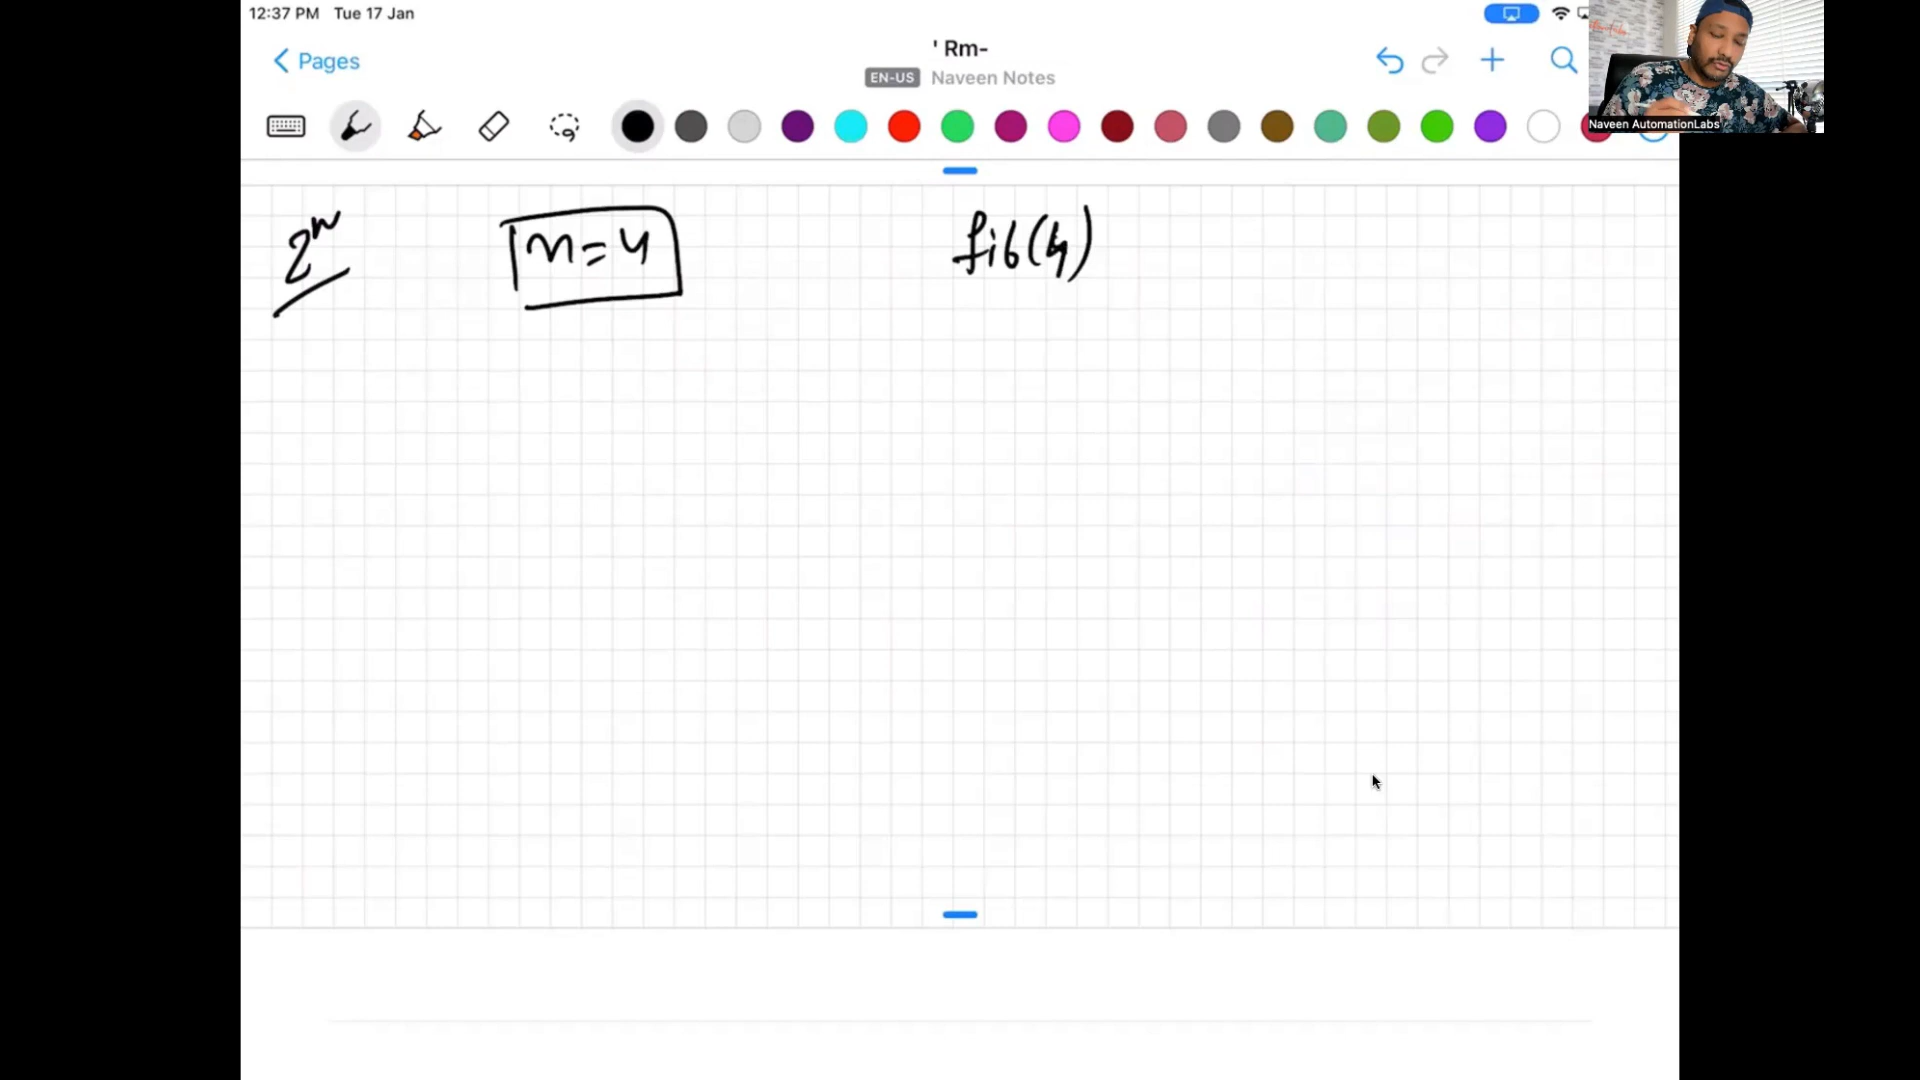 12:37 PM Tue 17 Jan
' Rm-
Pages
EN-US Naveen Notes
Naveen AutomationLabs
2^n
n=4
fib(4)